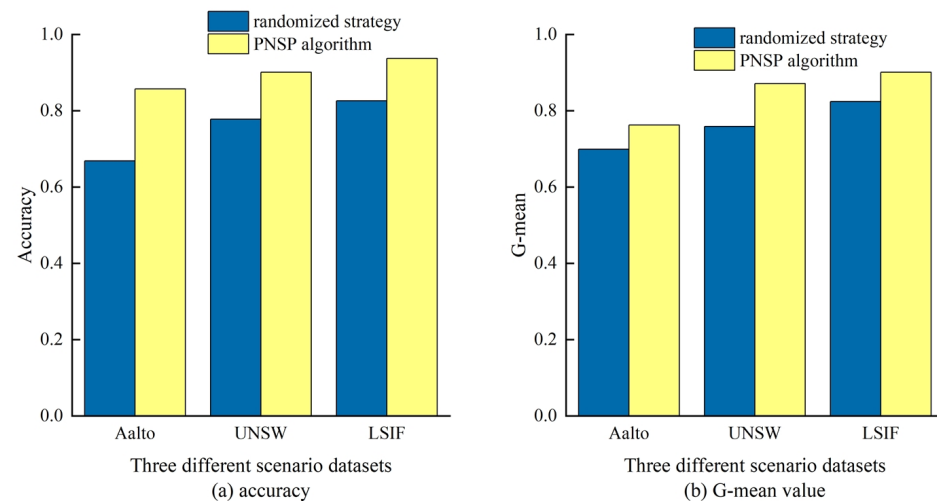 randomized strategy
PNSP algorithm
1.0
0.8
0.6
0.4
0.2
0.0
Accuracy
Aalto UNSW LSIF
Three different scenario datasets
(a) accuracy
randomized strategy
PNSP algorithm
1.0
0.8
0.6
0.4
0.2
0.0
G-mean
Aalto UNSW LSIF
Three different scenario datasets
(b) G-mean value